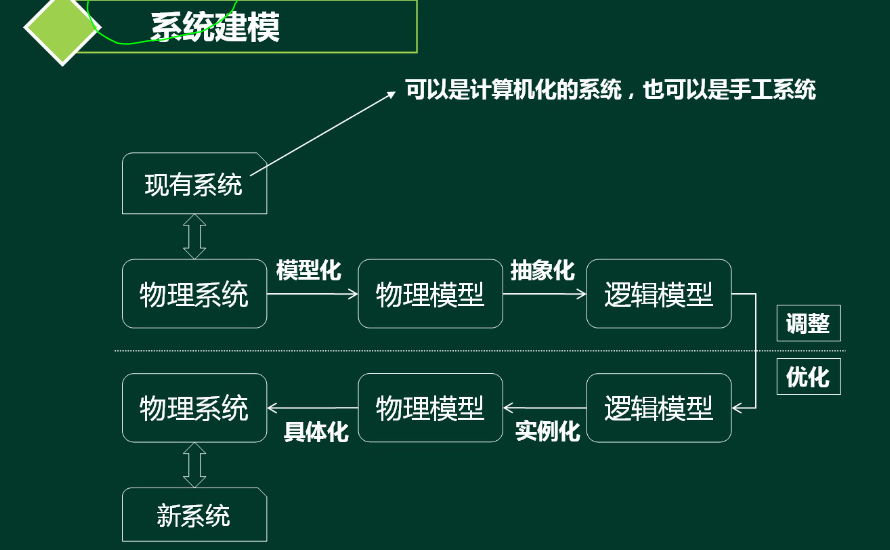 系统建模
可以是计算机化的系统，也可以是手工系统
现有系统
模型化
抽象化
物理系统
物理模型
逻辑模型
调整
优化
物理系统
物理模型
逻辑模型
具体化
实例化
新系统